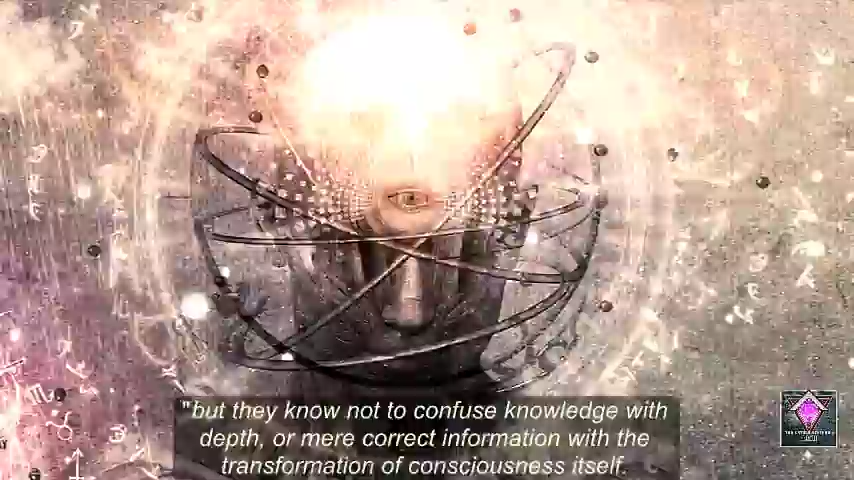 "but they know not to confuse knowledge with
depth, or mere correct information with the
transformation of consciousness itself.